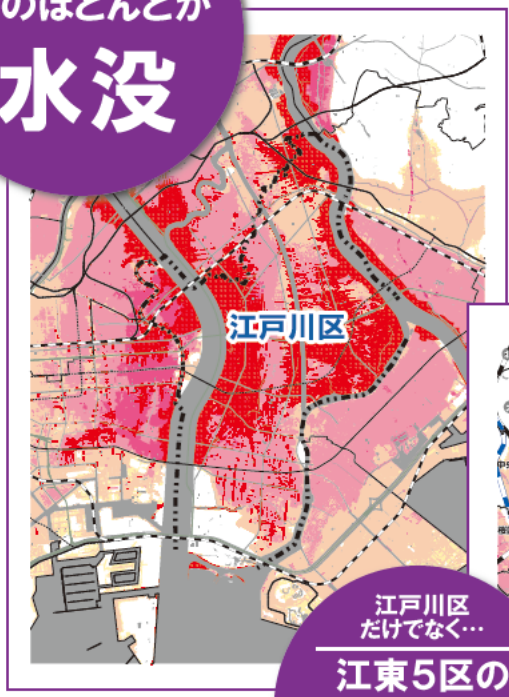 のほとんどが
水没
江戸川区
江戸川区
だけでなく…
江東5区の